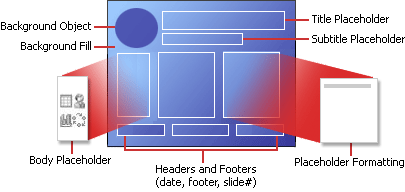 Background Object
Background Fill
Title Placeholder
Subtitle Placeholder
Body Placeholder
Headers and Footers
(date, footer, slide#)
Placeholder Formatting